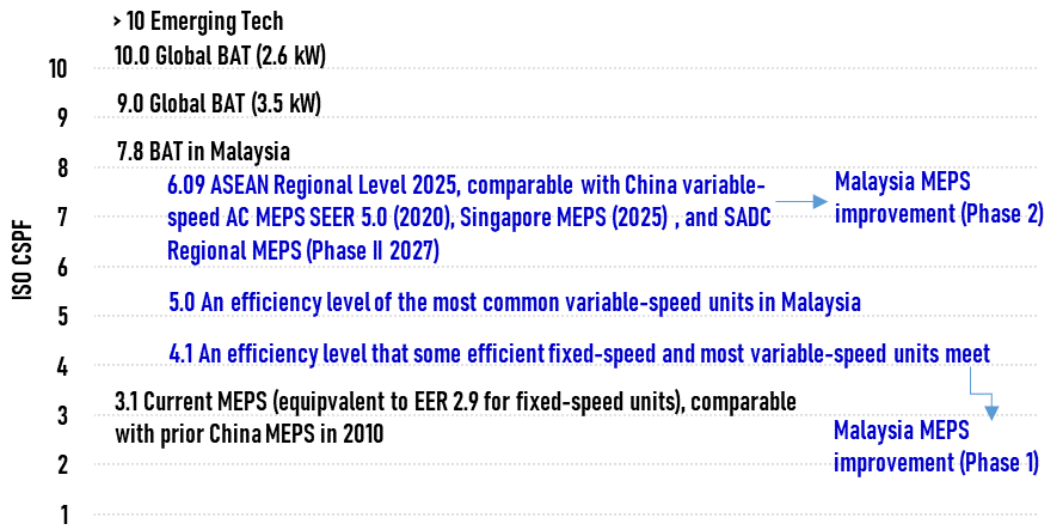 > 10 Emerging Tech
10.0 Global BAT (2.6 kW)
10
9.0 Global BAT (3.5 kW)
9
7.8 BAT in Malaysia
8
6.09 ASEAN Regional Level 2025, comparable with China variable-
speed AC MEPS SEER 5.0 (2020), Singapore MEPS (2025) , and SADC
Regional MEPS (Phase II 2027)
Malaysia MEPS
improvement (Phase 2)
7
6
ISO CSPF
5.0 An efficiency level of the most common variable-speed units in Malaysia
5
4.1 An efficiency level that some efficient fixed-speed and most variable-speed units meet
4
3.1 Current MEPS (equipvalent to EER 2.9 for fixed-speed units), comparable
with prior China MEPS in 2010
3
Malaysia MEPS
improvement (Phase 1)
2
1